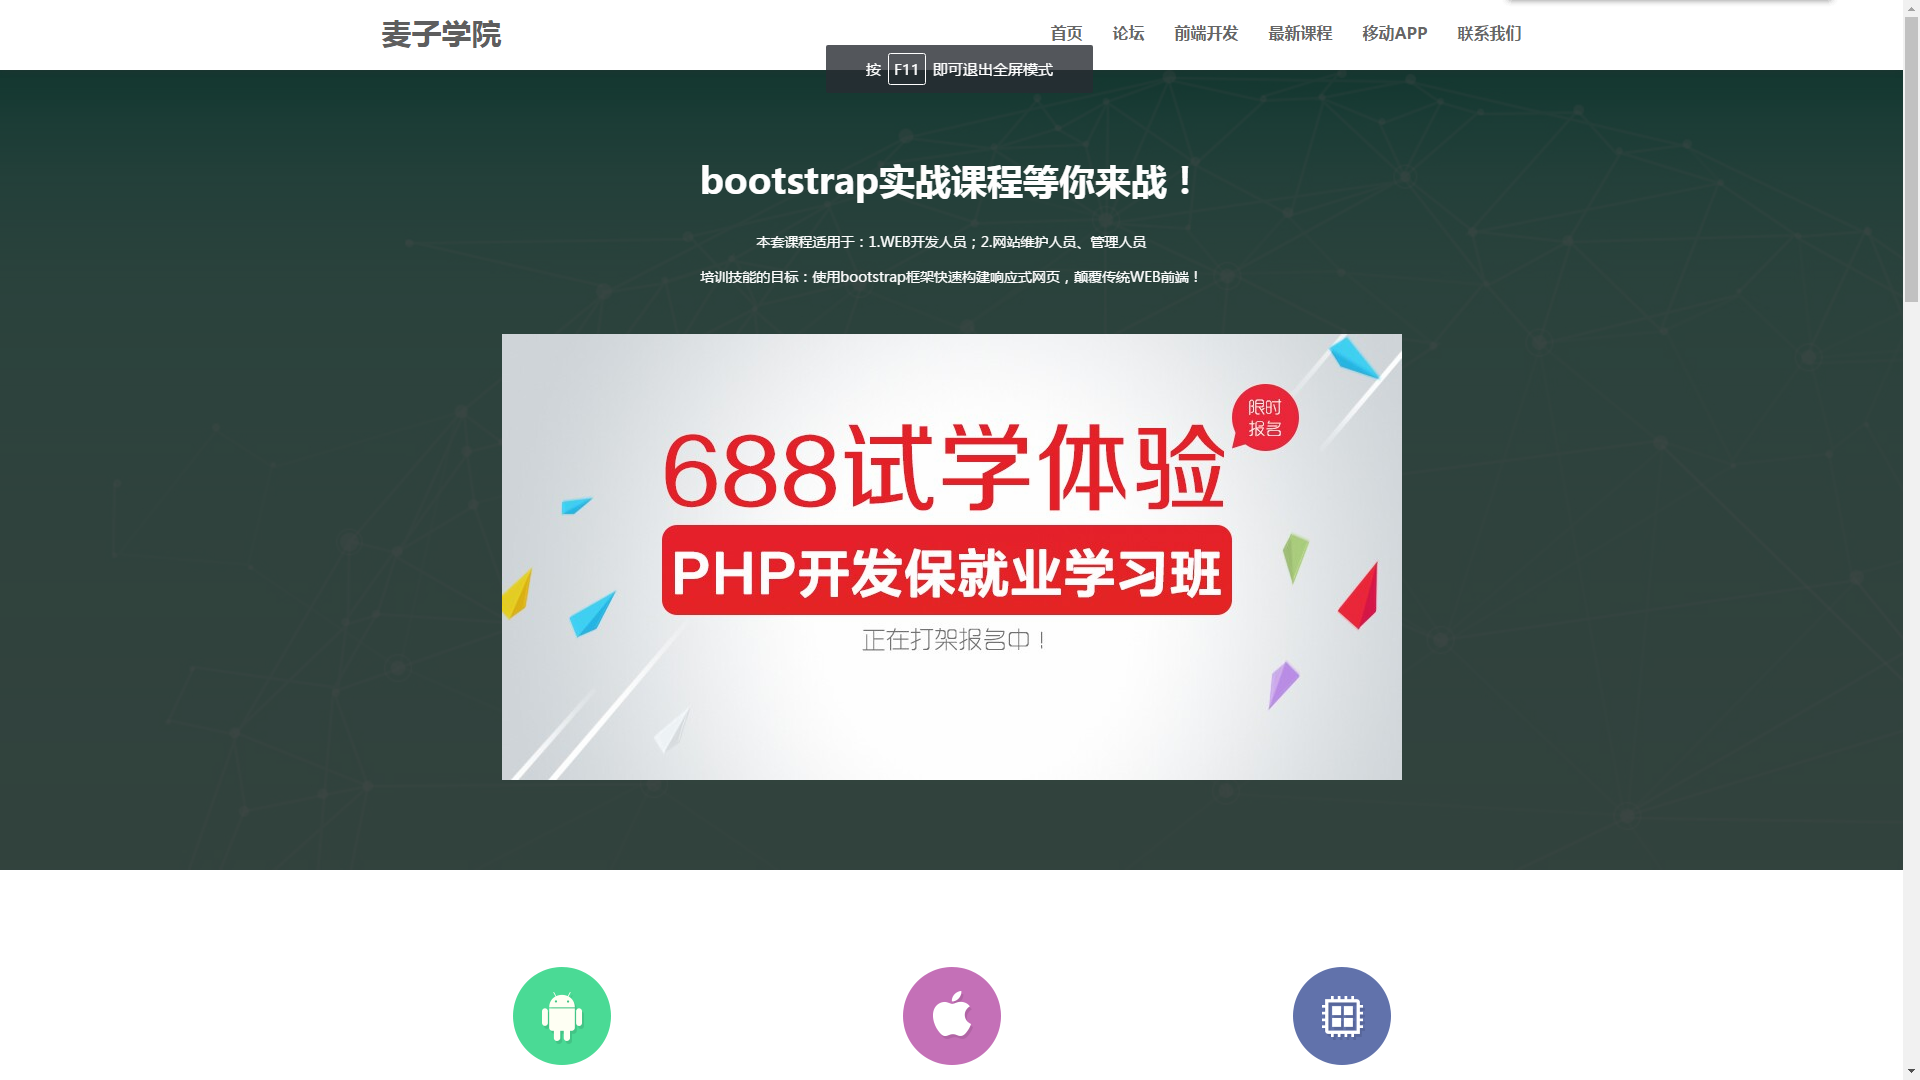 麦子学院
首页 论坛 前端开发 最新课程 移动APP 联系我们
按 F11 即可退出全屏模式
bootstrap实战课程等你来战！
本套课程适用于：1.WEB开发人员；2.网站维护人员、管理人员
培训技能的目标：使用bootstrap框架快速构建响应式网页，颠覆传统WEB前端！
限时
报名
688试学体验
PHP开发保就业学习班
正在打架报名中！